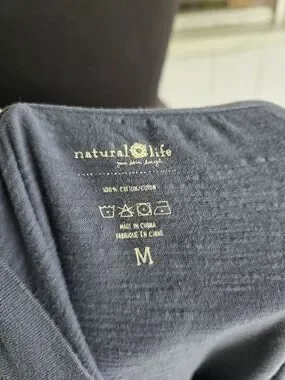 natural life
100% COTTON/COTON
MADE IN CHINA
FABRIQUÉ EN CHINE
M